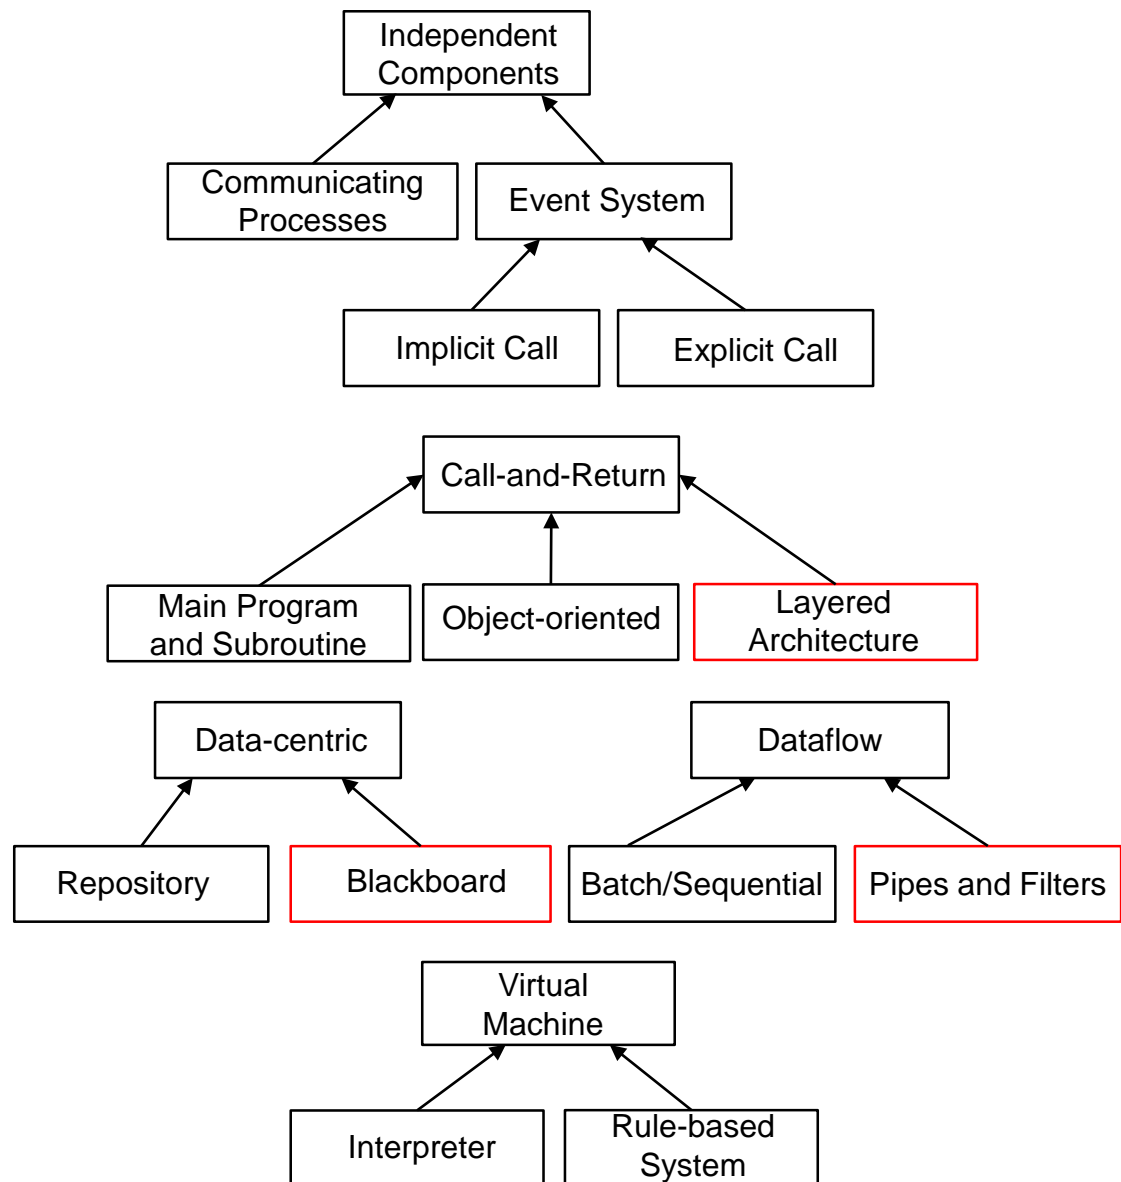 Independent
Components
Communicating
Processes
Event System
Implicit Call
Explicit Call
Call-and-Return
Main Program
and Subroutine
Object-oriented
Layered
Architecture
Data-centric
Dataflow
Repository
Blackboard
Batch/Sequential
Pipes and Filters
Virtual
Machine
Interpreter
Rule-based
System